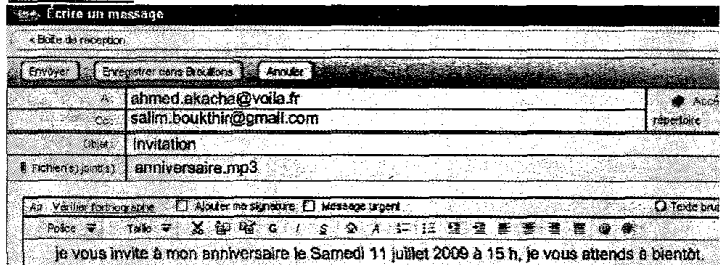 Écrire un message
« Boîte de réception
Envoyer Enregistrer dans Brouillons Annuler
A: ahmed.akacha@voila.fr Accé
Cc: salim.boukthir@gmail.com répertoire
Objet: Invitation
Fichier(s) joint(s) anniversaire.mp3
Vérifier l'orthographe Ajouter ma signature Message urgent Texte brut
Police Taille G I S
je vous invite à mon anniversaire le Samedi 11 juillet 2009 à 15 h, je vous attends à bientôt.